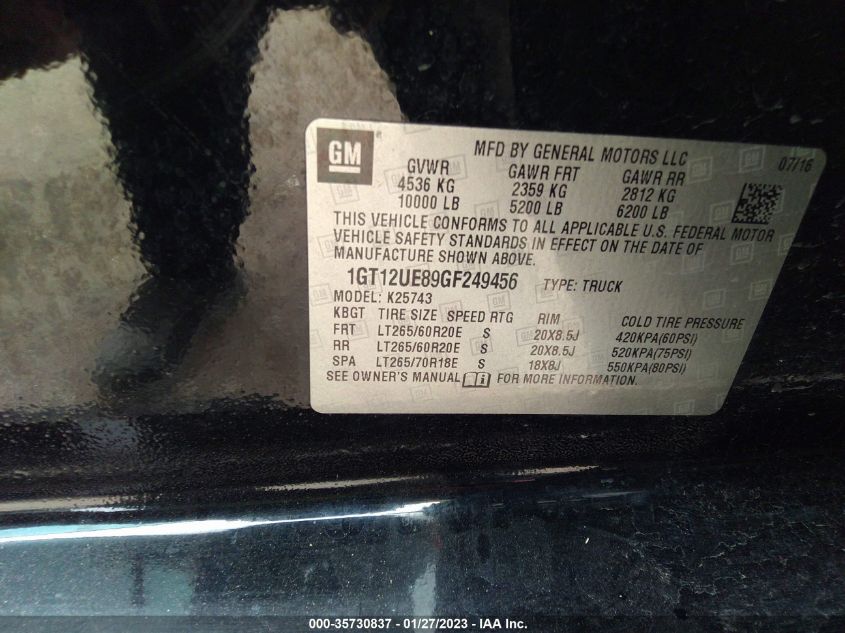 GM
MFD BY GENERAL MOTORS LLC
07/16
GVWR GAWR FRT GAWR RR
4536 KG 2359 KG 2812 KG
10000 LB 5200 LB 6200 LB
THIS VEHICLE CONFORMS TO ALL APPLICABLE U.S. FEDERAL MOTOR
VEHICLE SAFETY STANDARDS IN EFFECT ON THE DATE OF
MANUFACTURE SHOWN ABOVE.
1GT12UE89GF249456 TYPE: TRUCK
MODEL: K25743
KBGT TIRE SIZE SPEED RTG RIM COLD TIRE PRESSURE
FRT LT265/60R20E S 20X8.5J 420KPA(60PSI)
RR LT265/60R20E S 20X8.5J 520KPA(75PSI)
SPA LT265/70R18E S 18X8J 550KPA(80PSI)
SEE OWNER'S MANUAL FOR MORE INFORMATION.
000-35730837 - 01/27/2023 - IAA Inc.